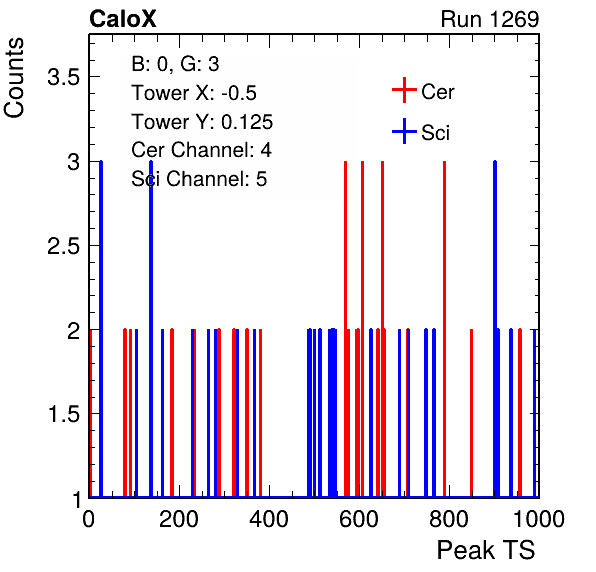 CaloX
Run 1269
Counts
B: 0, G: 3
Tower X: -0.5
Tower Y: 0.125
Cer Channel: 4
Sci Channel: 5
Cer
Sci
3.5
3
2.5
2
1.5
1
0 200 400 600 800 1000
Peak TS